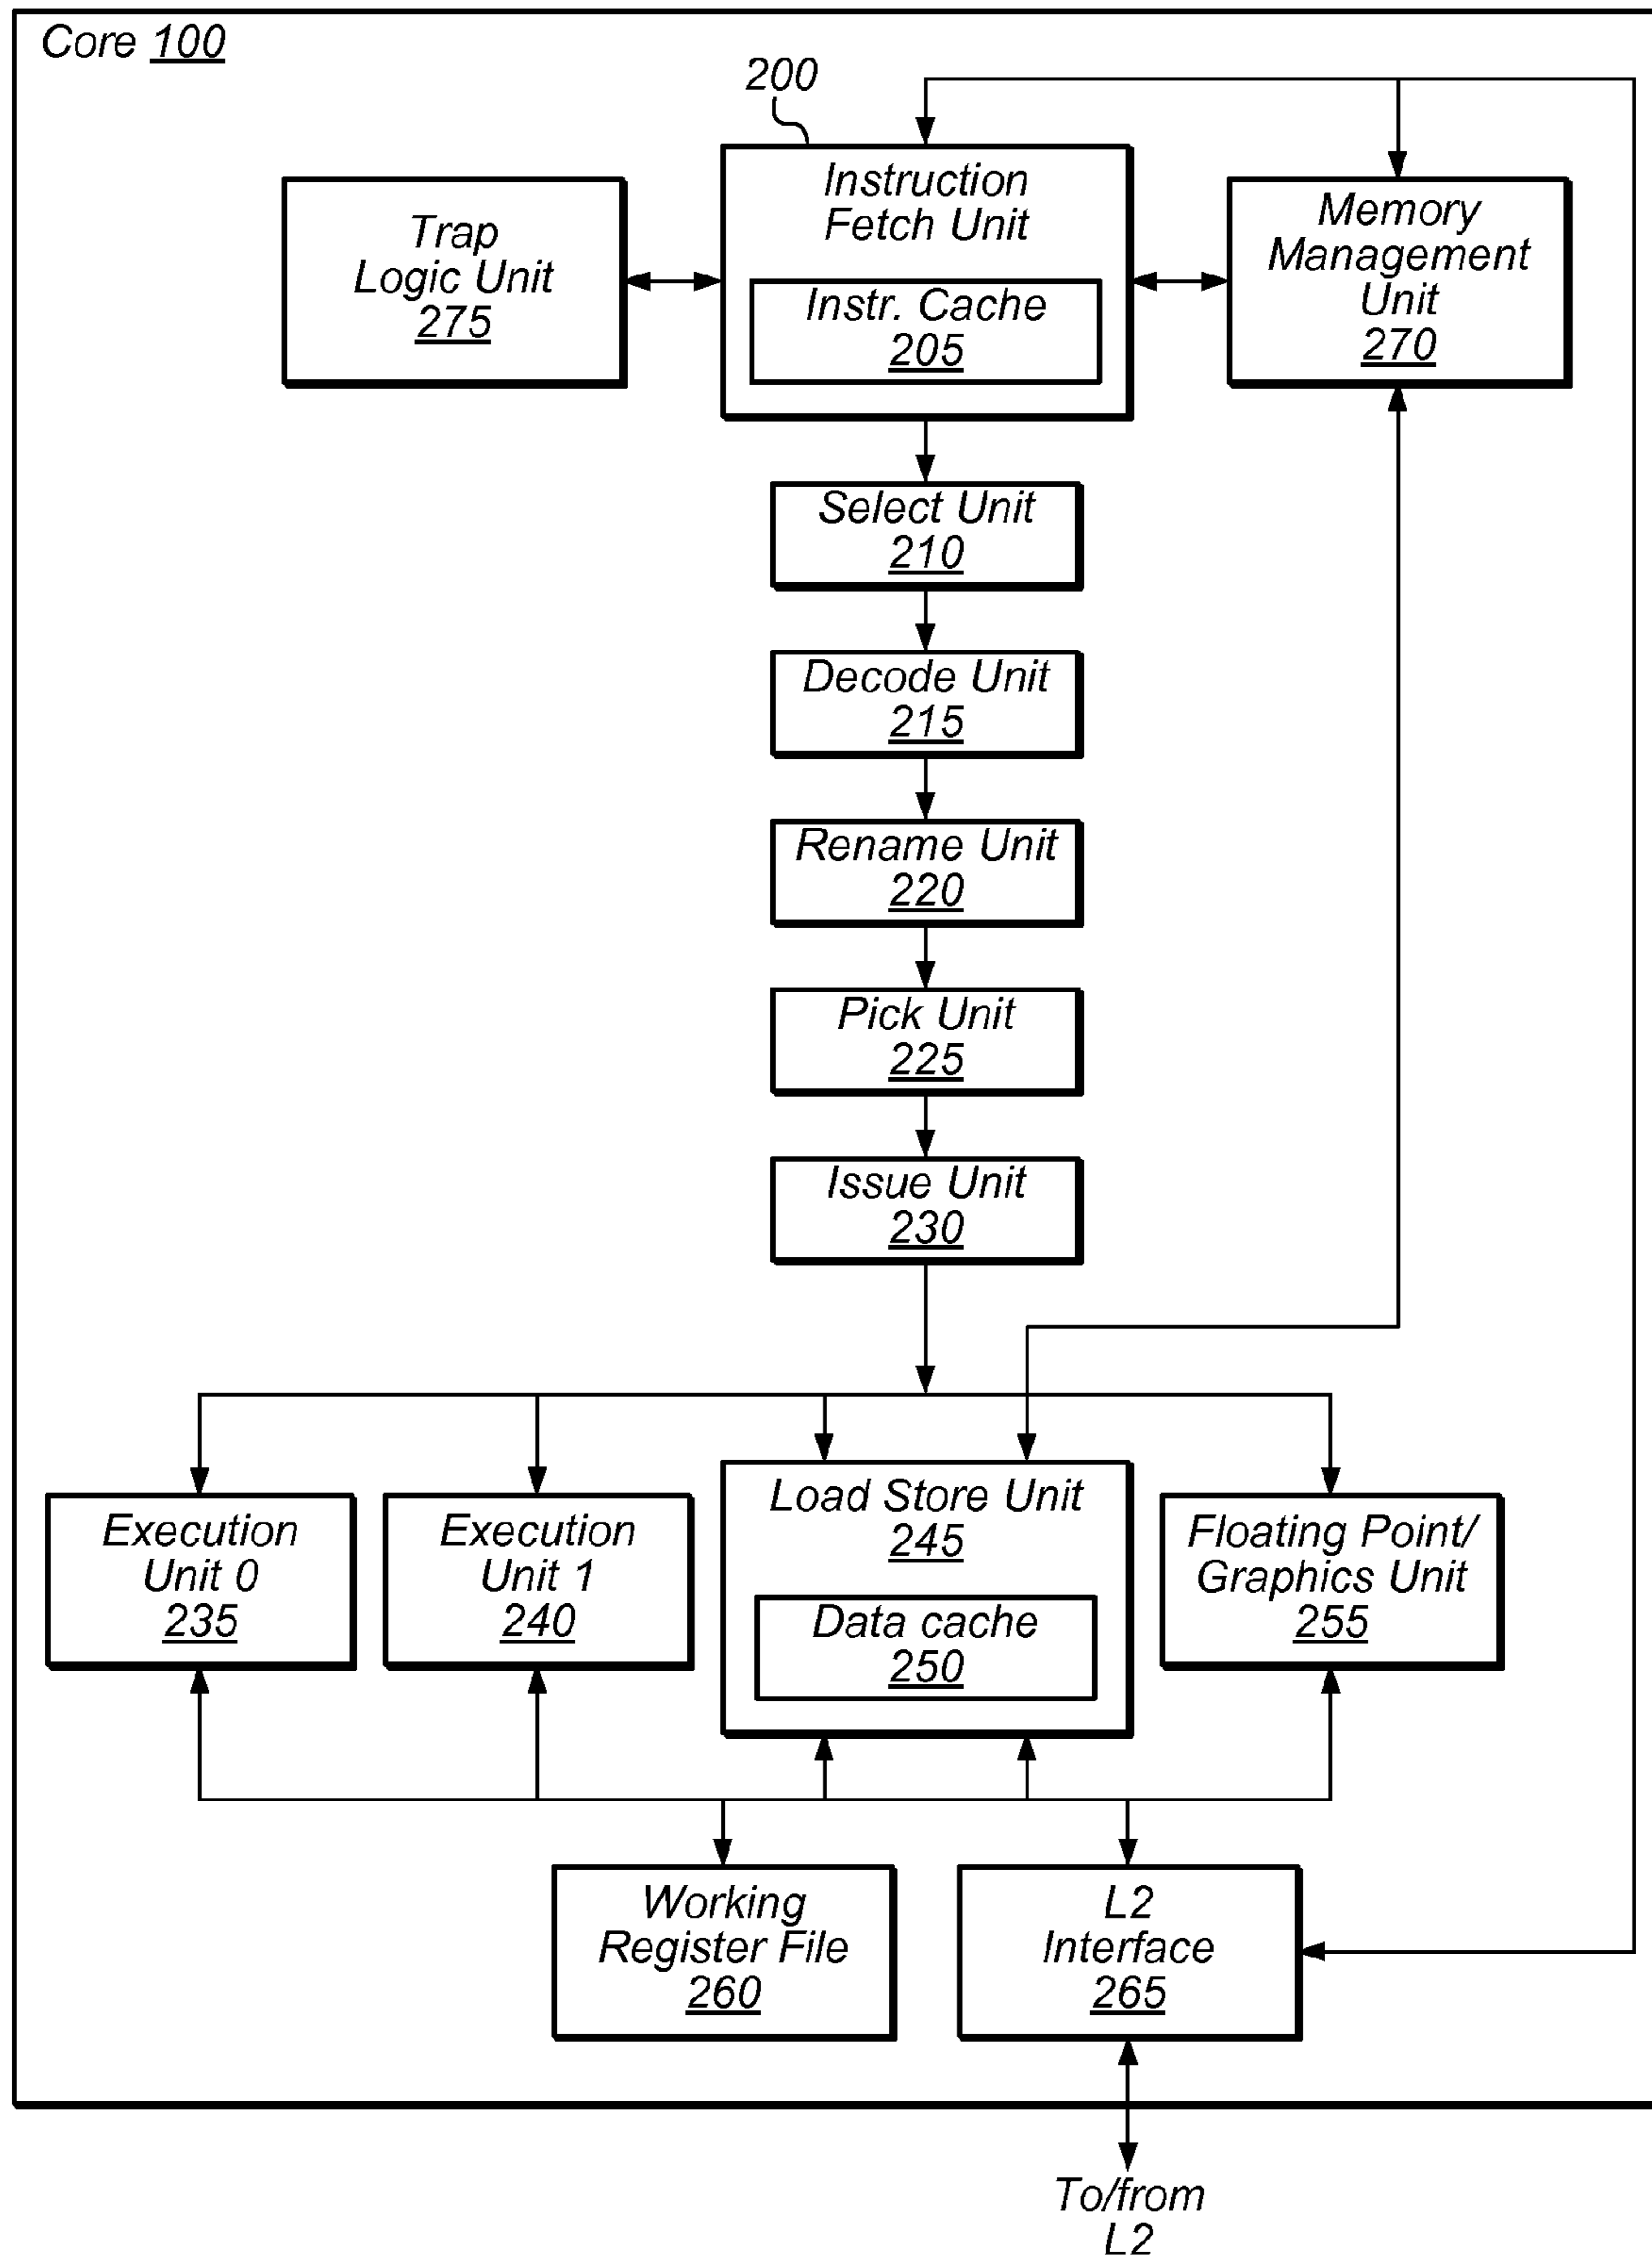 Core 100
200
Instruction
Fetch Unit
Instr. Cache
205
Trap
Logic Unit
275
Memory
Management
Unit
270
Select Unit
210
Decode Unit
215
Rename Unit
220
Pick Unit
225
Issue Unit
230
Execution
Unit 0
235
Execution
Unit 1
240
Load Store Unit
245
Data cache
250
Floating Point/
Graphics Unit
255
Working
Register File
260
L2
Interface
265
To/from
L2